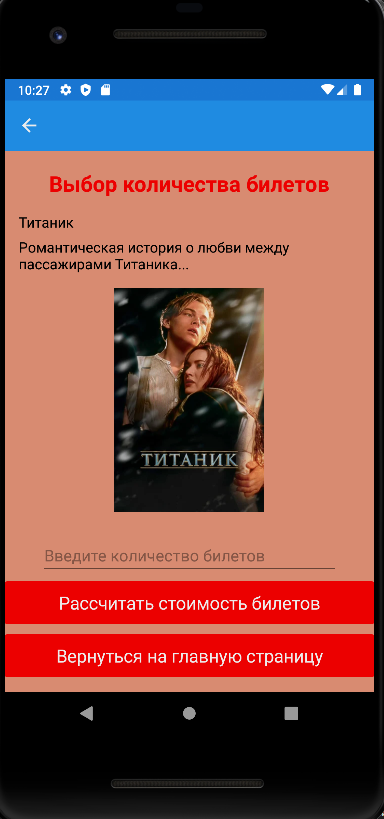 10:27
Выбор количества билетов
Титаник
Романтическая история о любви между
пассажирами Титаника...
ТИТАНИК
Введите количество билетов
Рассчитать стоимость билетов
Вернуться на главную страницу